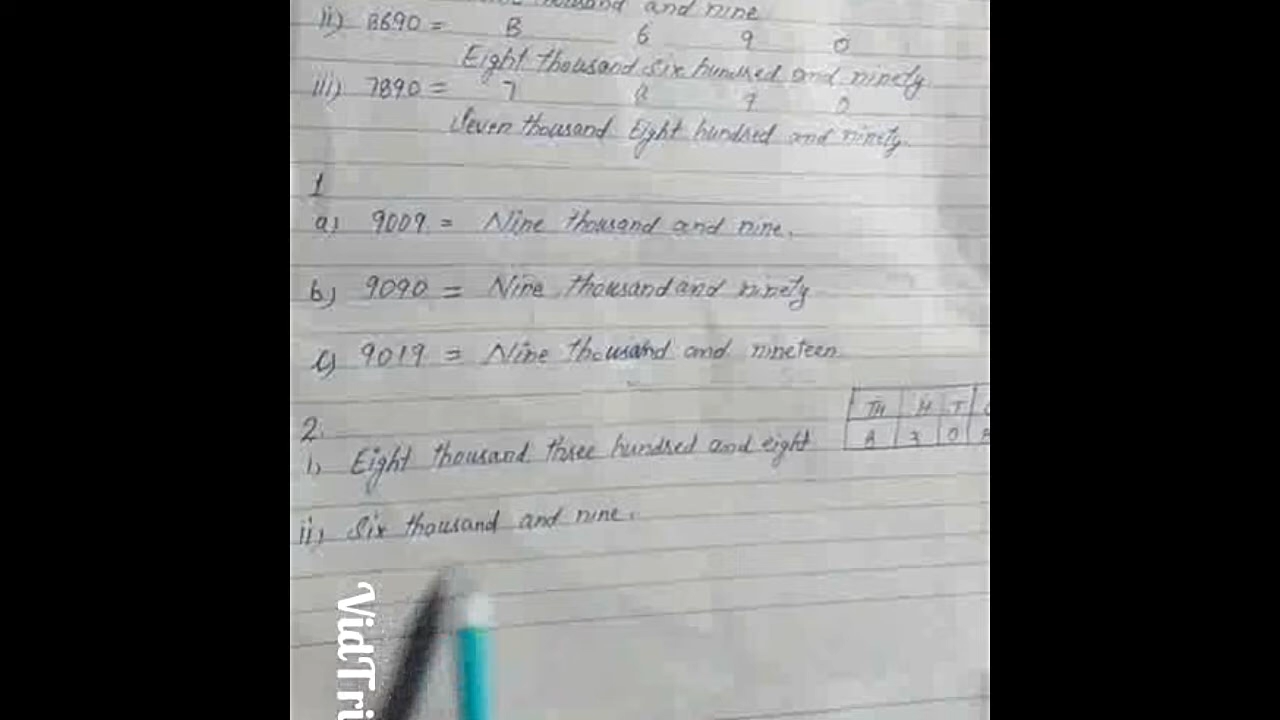 thousand and nine
ii) 8690 = 8 6 9 0
Eight thousand six hundred and ninety
iii) 7890 = 7 8 9 0
Seven thousand Eight hundred and ninety.
1
a) 9009 = Nine thousand and nine.
b) 9090 = Nine thousand and ninety
c) 9019 = Nine thousand and nineteen
2.
TH H T
8 3 0
i) Eight thousand three hundred and eight
ii) Six thousand and nine.
VidTri